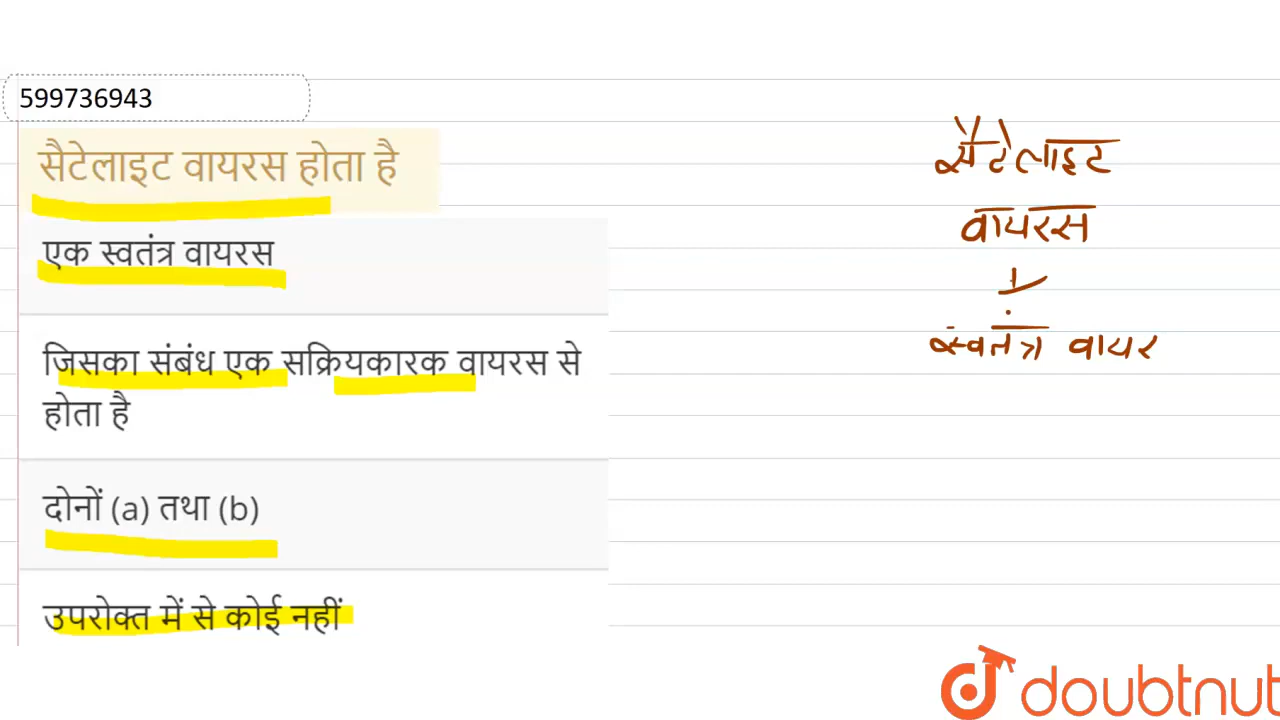 599736943
सैटेलाइट वायरस होता है
एक स्वतंत्र वायरस
जिसका संबंध एक सक्रियकारक वायरस से
होता है
दोनों (a) तथा (b)
उपरोक्त में से कोई नहीं
सैटेलाइट
वायरस
स्वतंत्र वायर
doubtnut